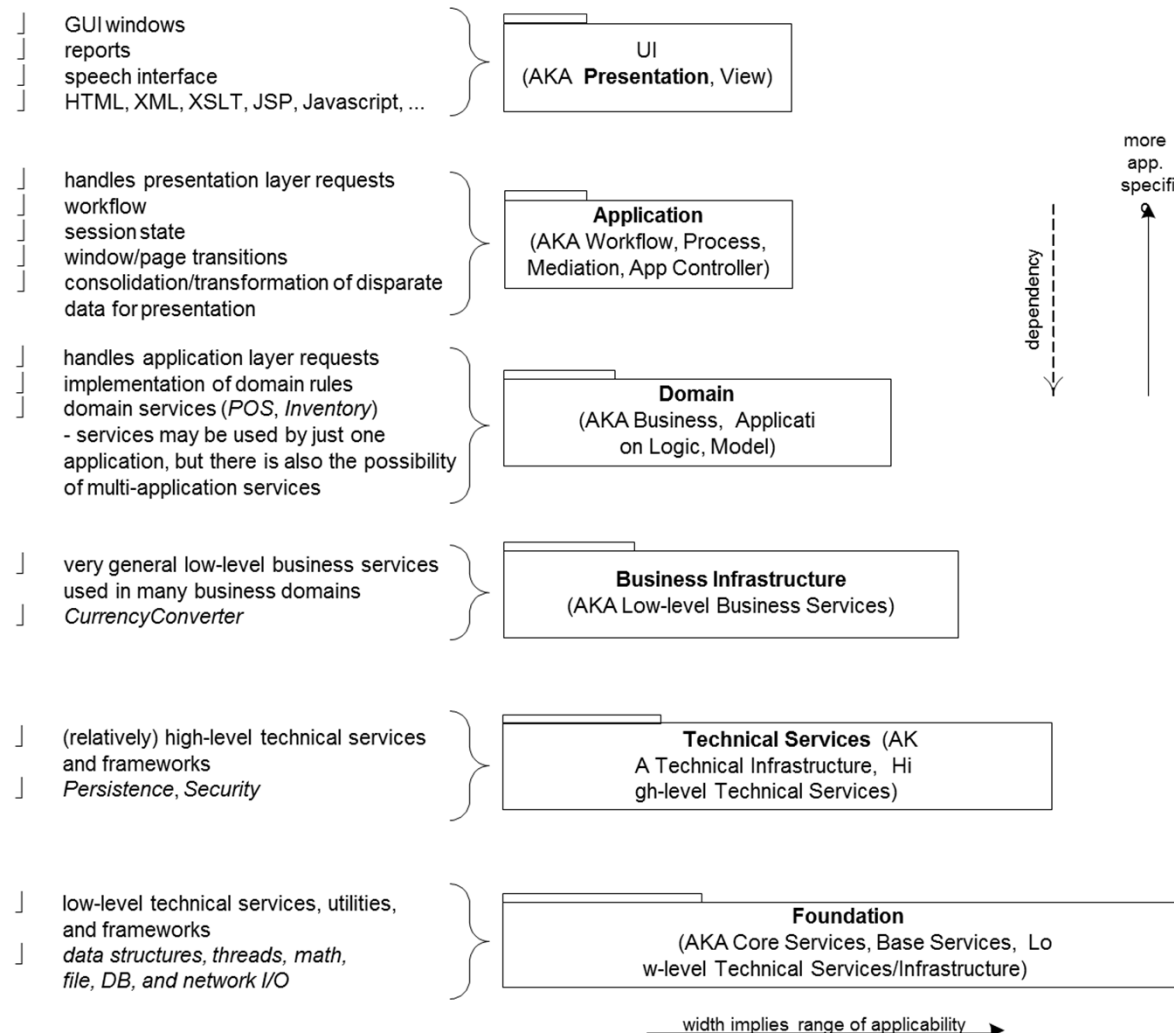 GUI windows
reports
speech interface
HTML, XML, XSLT, JSP, Javascript, ...
UI
(AKA Presentation, View)
handles presentation layer requests
workflow
session state
window/page transitions
consolidation/transformation of disparate
data for presentation
Application
(AKA Workflow, Process,
Mediation, App Controller)
more
app.
specifi
c
dependency
handles application layer requests
implementation of domain rules
domain services (POS, Inventory)
- services may be used by just one
application, but there is also the possibility
of multi-application services
Domain
(AKA Business, Applicati
on Logic, Model)
very general low-level business services
used in many business domains
CurrencyConverter
Business Infrastructure
(AKA Low-level Business Services)
(relatively) high-level technical services
and frameworks
Persistence, Security
Technical Services (AK
A Technical Infrastructure, Hi
gh-level Technical Services)
low-level technical services, utilities,
and frameworks
data structures, threads, math,
file, DB, and network I/O
Foundation
(AKA Core Services, Base Services, Lo
w-level Technical Services/Infrastructure)
width implies range of applicability